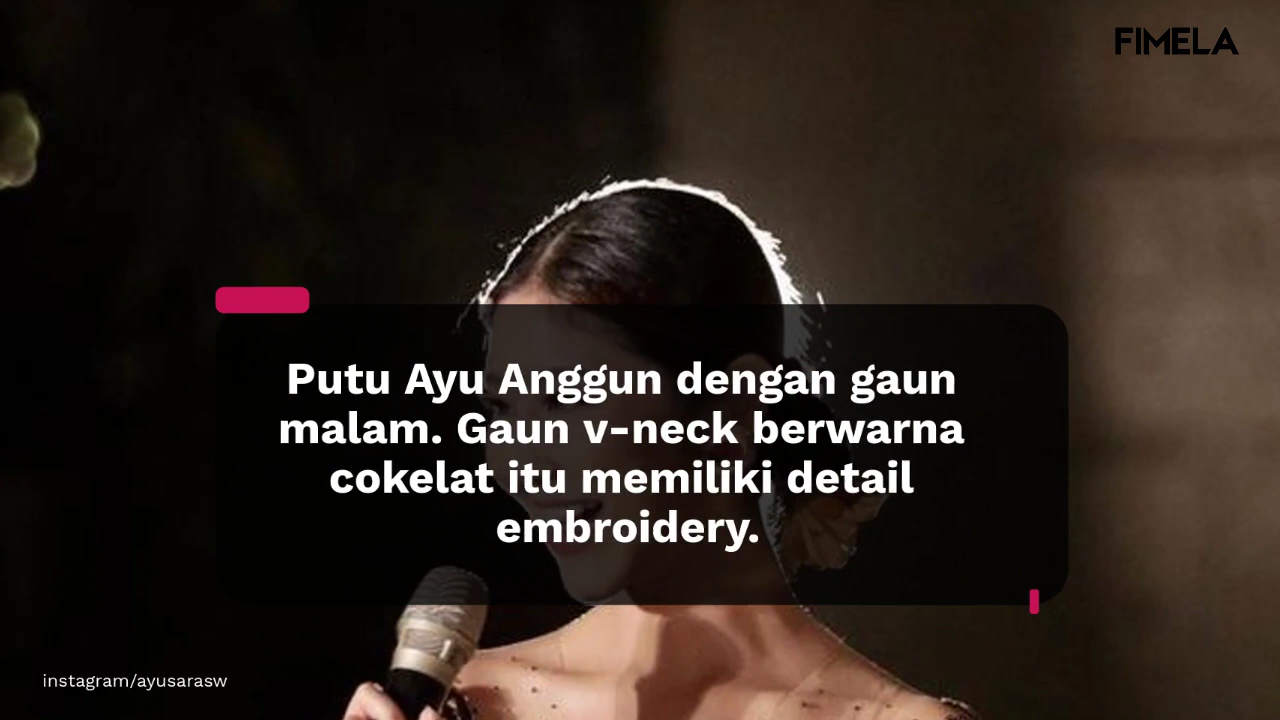 FIMELA
Putu Ayu Anggun dengan gaun
malam. Gaun v-neck berwarna
cokelat itu memiliki detail
embroidery.
instagram/ayusarasw